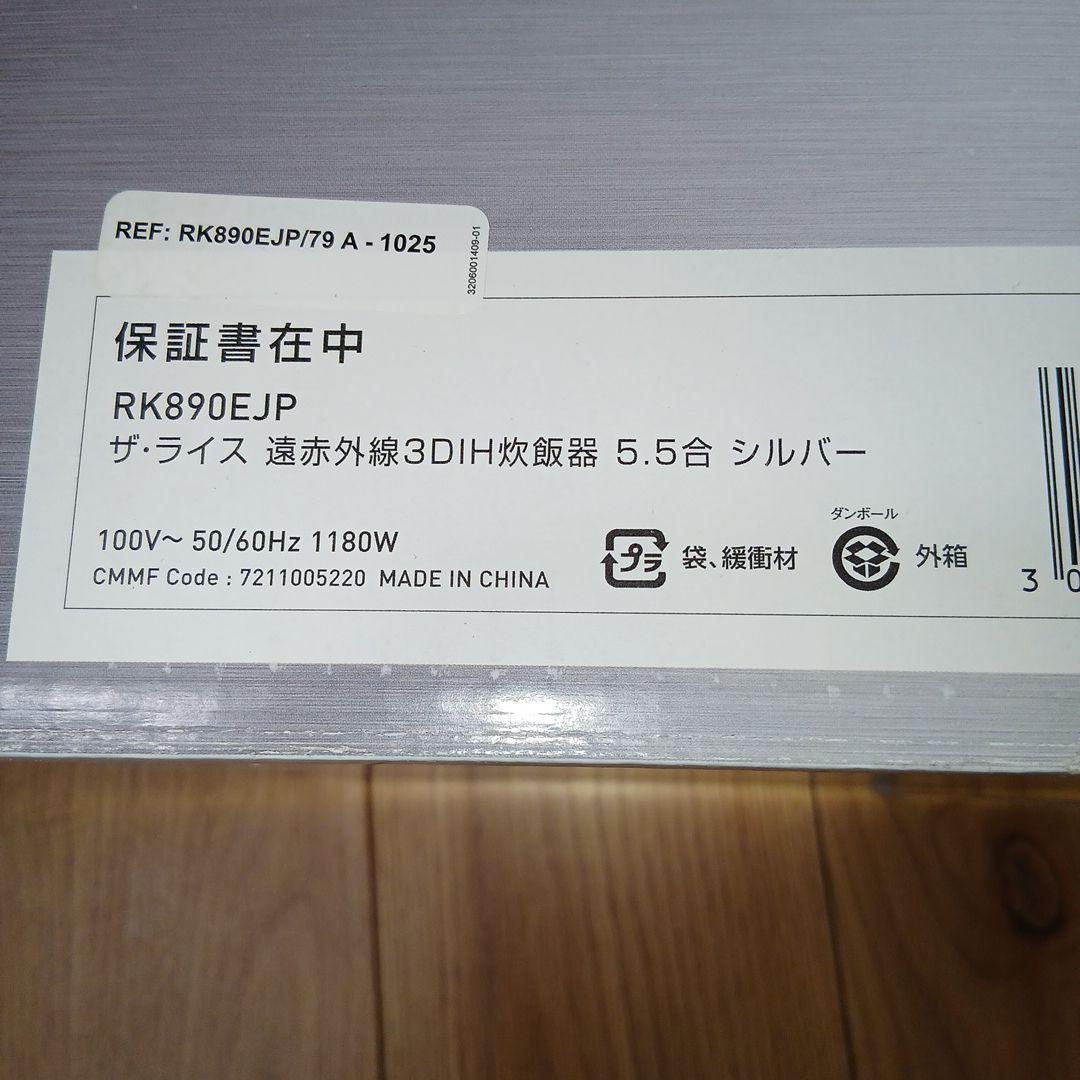 REF: RK890EJP/79 A - 1025
3206001409-01
保証書在中
RK890EJP
ザ・ライス 遠赤外線3DIH炊飯器 5.5合 シルバー
100V～ 50/60Hz 1180W
CMMF Code : 7211005220 MADE IN CHINA
プラ 袋、緩衝材
ダンボール
外箱
3 0